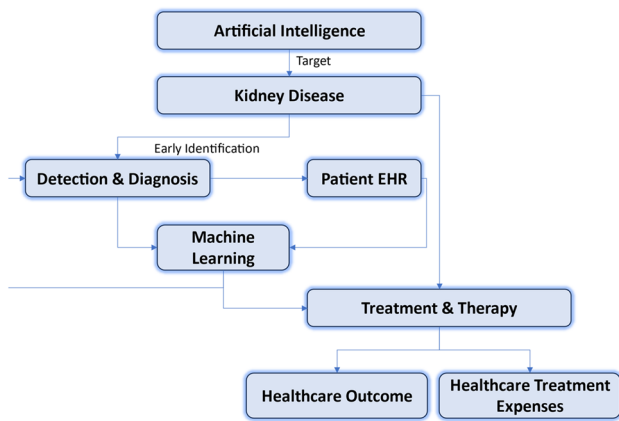 Artificial Intelligence
Target
Kidney Disease
Early Identification
Detection & Diagnosis
Patient EHR
Machine
Learning
Treatment & Therapy
Healthcare Outcome
Healthcare Treatment
Expenses